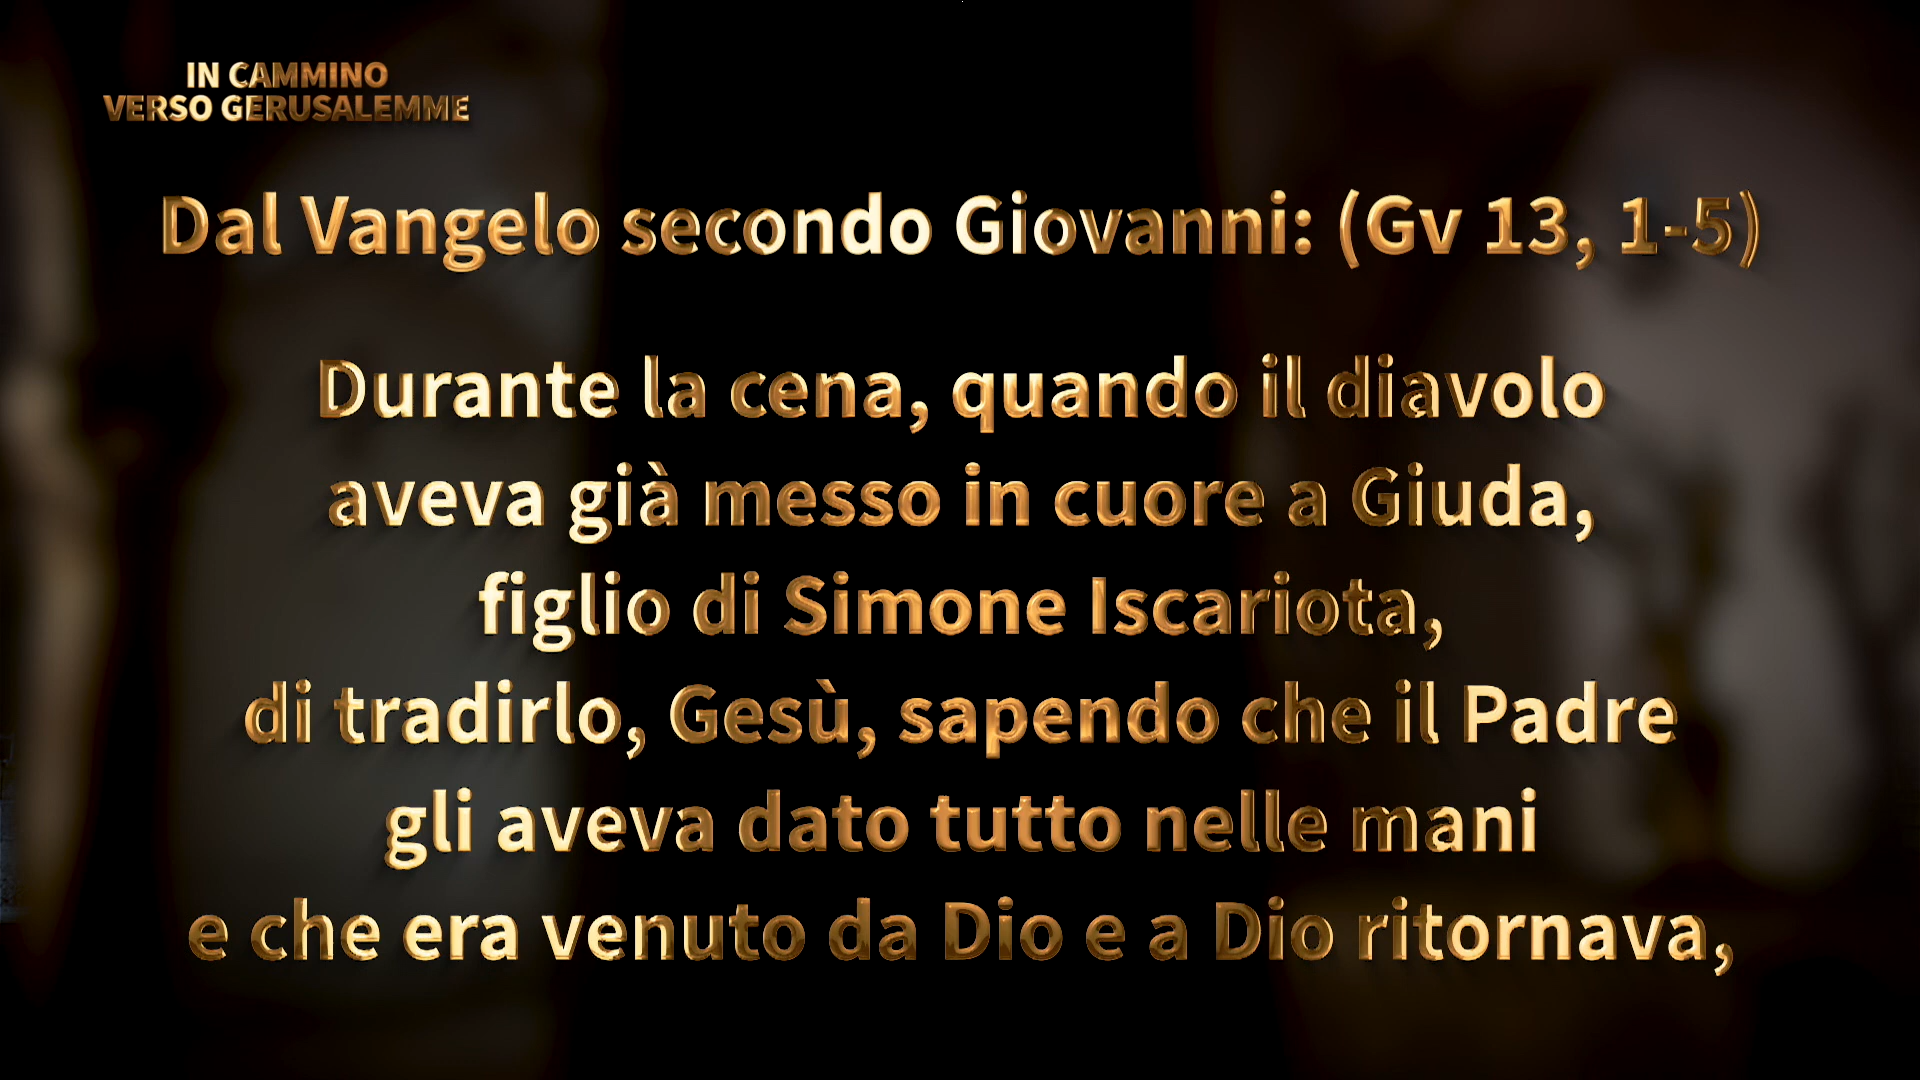 IN CAMMINO
VERSO GERUSALEMME
Dal Vangelo secondo Giovanni: (Gv 13, 1-5)
Durante la cena, quando il diavolo
aveva già messo in cuore a Giuda,
figlio di Simone Iscariota,
di tradirlo, Gesù, sapendo che il Padre
gli aveva dato tutto nelle mani
e che era venuto da Dio e a Dio ritornava,